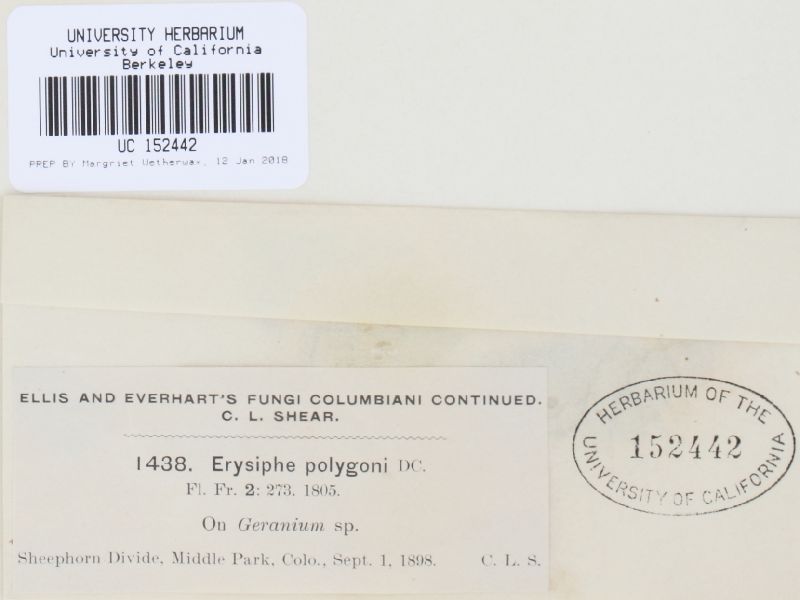 UNIVERSITY HERBARIUM
University of California
Berkeley
UC 152442
PREP BY Margriet Wetherwax, 12 Jan 2018
ELLIS AND EVERHART'S FUNGI COLUMBIANI CONTINUED.
C. L. SHEAR.
1438. Erysiphe polygoni DC.
Fl. Fr. 2: 273. 1805.
On Geranium sp.
Sheephorn Divide, Middle Park, Colo., Sept. 1, 1898. C. L. S.
HERBARIUM OF THE
152442
UNIVERSITY OF CALIFORNIA